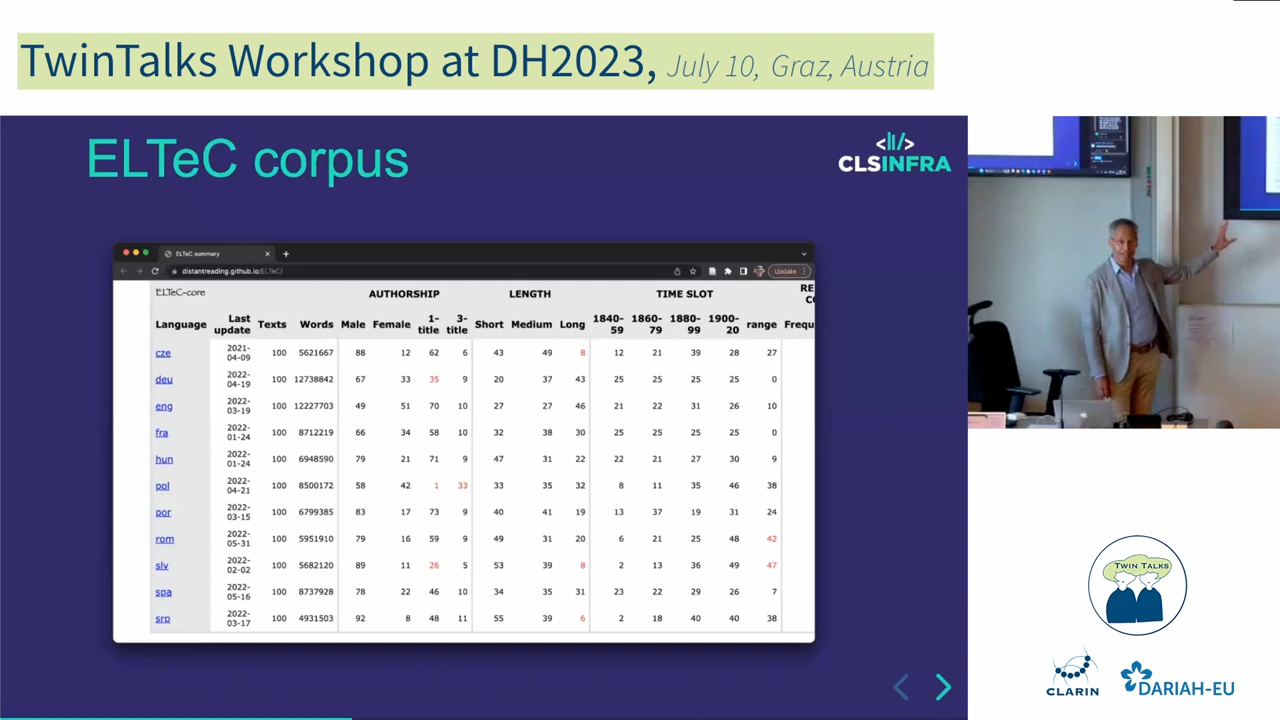 TwinTalks Workshop at DH2023, July 10, Graz, Austria
ELTeC corpus
</II/>
CLSINFRA
ELTeC summary
distantreading.github.io/ELTeC/
Update
ELTeC-core AUTHORSHIP LENGTH TIME SLOT RE CO
Language Last update Texts Words Male Female 1-title 3-title Short Medium Long 1840-59 1860-79 1880-99 1900-20 range Frequ
cze 2021-04-09 100 5621667 88 12 62 6 43 49 8 12 21 39 28 27
deu 2022-04-19 100 12738842 67 33 35 9 20 37 43 25 25 25 25 0
eng 2022-03-19 100 12227703 49 51 70 10 27 27 46 21 22 31 26 10
fra 2022-01-24 100 8712219 66 34 58 10 32 38 30 25 25 25 25 0
hun 2022-01-24 100 6948590 79 21 71 9 47 31 22 22 21 27 30 9
pol 2022-04-21 100 8500172 58 42 1 33 33 35 32 8 11 35 46 38
por 2022-03-15 100 6799385 83 17 73 9 40 41 19 13 37 19 31 24
rom 2022-05-31 100 5951910 79 16 59 9 49 31 20 6 21 25 48 42
slv 2022-02-02 100 5682120 89 11 26 5 53 39 8 2 13 36 49 47
spa 2022-05-16 100 8737928 78 22 46 10 34 35 31 23 22 29 26 7
srp 2022-03-17 100 4931503 92 8 48 11 55 39 6 2 18 40 40 38
TWIN TALKS
CLARIN
DARIAH-EU